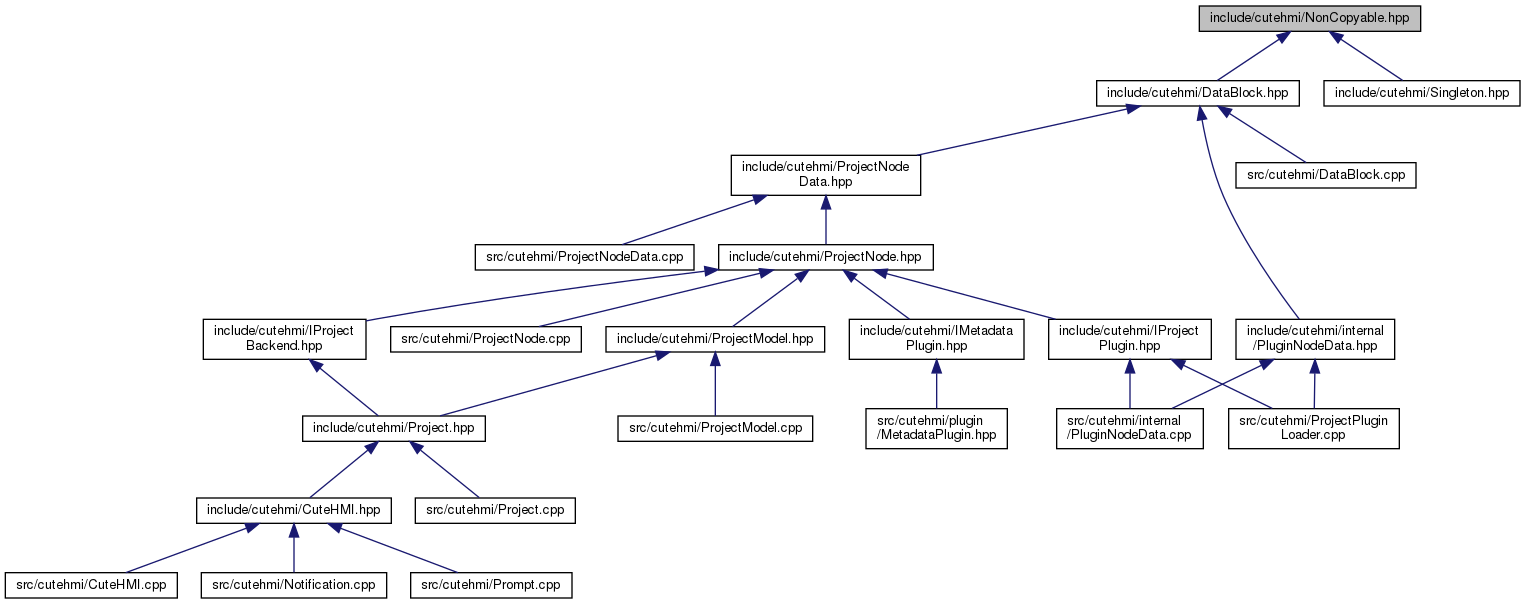 include/cutehmi/NonCopyable.hpp
include/cutehmi/DataBlock.hpp
include/cutehmi/Singleton.hpp
include/cutehmi/ProjectNode
Data.hpp
src/cutehmi/DataBlock.cpp
src/cutehmi/ProjectNodeData.cpp
include/cutehmi/ProjectNode.hpp
include/cutehmi/IProject
Backend.hpp
src/cutehmi/ProjectNode.cpp
include/cutehmi/ProjectModel.hpp
include/cutehmi/IMetadata
Plugin.hpp
include/cutehmi/IProject
Plugin.hpp
include/cutehmi/internal
/PluginNodeData.hpp
include/cutehmi/Project.hpp
src/cutehmi/ProjectModel.cpp
src/cutehmi/plugin
/MetadataPlugin.hpp
src/cutehmi/internal
/PluginNodeData.cpp
src/cutehmi/ProjectPlugin
Loader.cpp
include/cutehmi/CuteHMI.hpp
src/cutehmi/Project.cpp
src/cutehmi/CuteHMI.cpp
src/cutehmi/Notification.cpp
src/cutehmi/Prompt.cpp